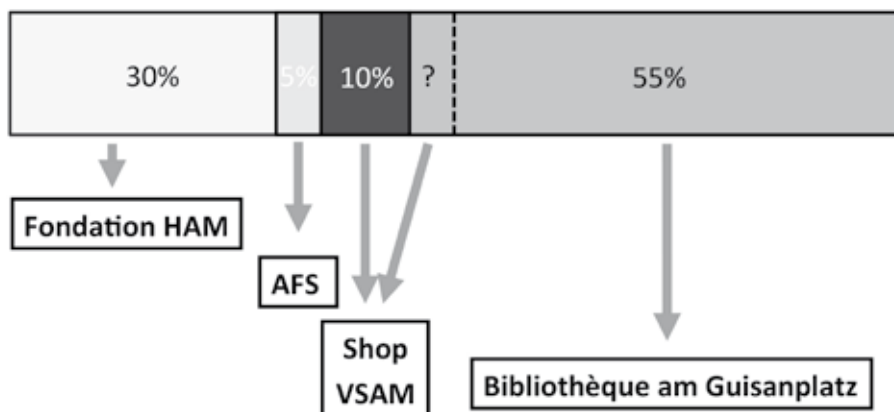 30% 5% 10% ? 55%
Fondation HAM
AFS
Shop
VSAM
Bibliothèque am Guisanplatz